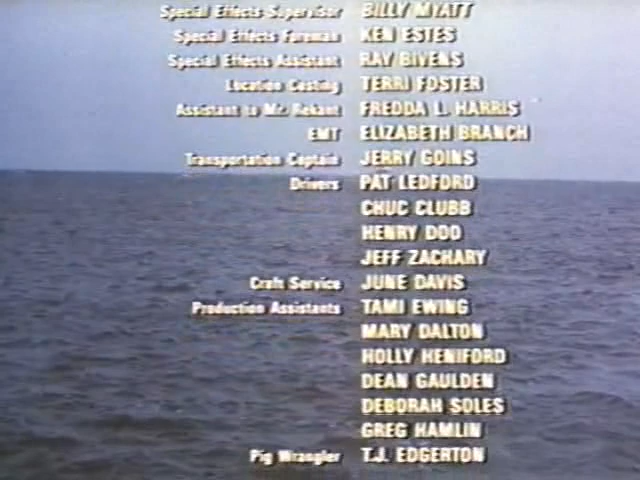 Special Effects Supervisor BILLY MYATT
Special Effects Foreman KEN ESTES
Special Effects Assistant RAY BIVENS
Location Casting TERRI FOSTER
Assistant to Mr. Rekant FREDDA L. HARRIS
EMT ELIZABETH BRANCH
Transportation Captain JERRY GOINS
Drivers PAT LEDFORD
CHUC CLUBB
HENRY DOO
JEFF ZACHARY
Craft Service JUNE DAVIS
Production Assistants TAMI EWING
MARY DALTON
HOLLY HENIFORD
DEAN GAULDEN
DEBORAH SOLES
GREG HAMLIN
Pig Wrangler T.J. EDGERTON